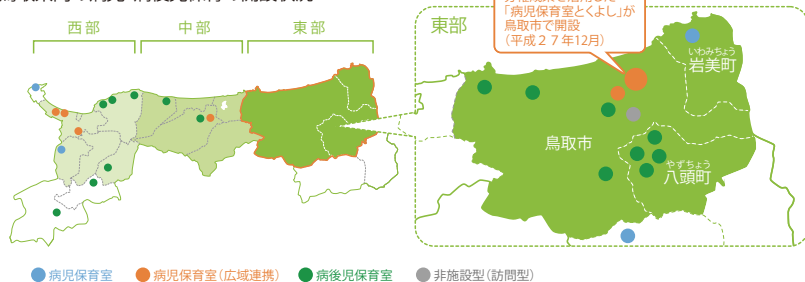 西部
中部
東部
東部
「病児保育室とくよし」が
鳥取市で開設
(平成27年12月)
いわみちょう
岩美町
鳥取市
やずちょう
八頭町
病児保育室
病児保育室(広域連携)
病後児保育室
非施設型(訪問型)